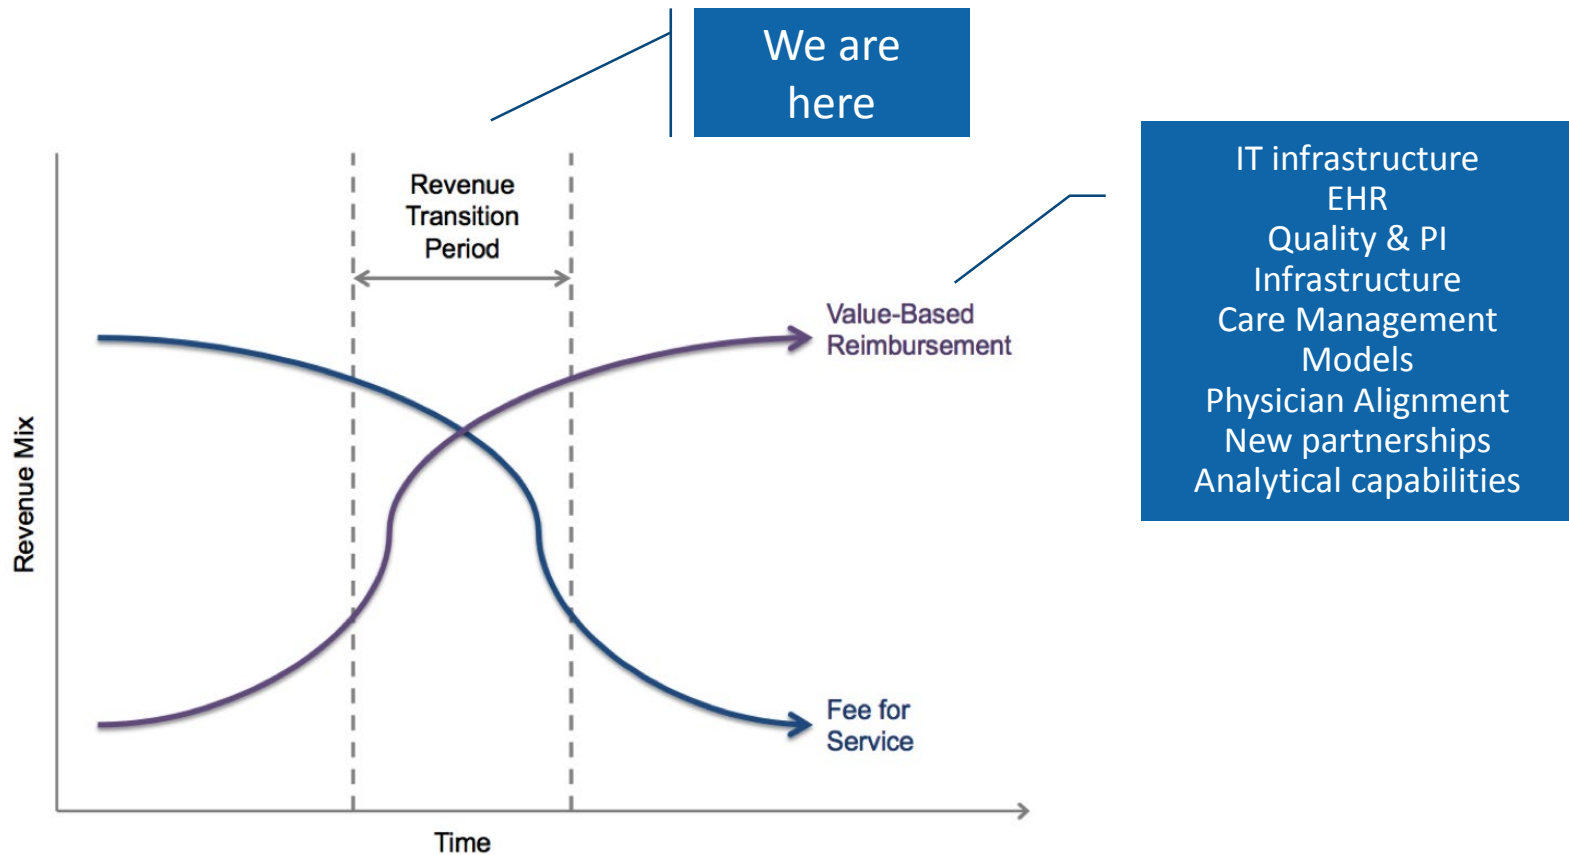 We are
here
IT infrastructure
EHR
Quality & PI
Infrastructure
Care Management
Models
Physician Alignment
New partnerships
Analytical capabilities
Revenue
Transition
Period
Value-Based
Reimbursement
Revenue Mix
Fee for
Service
Time